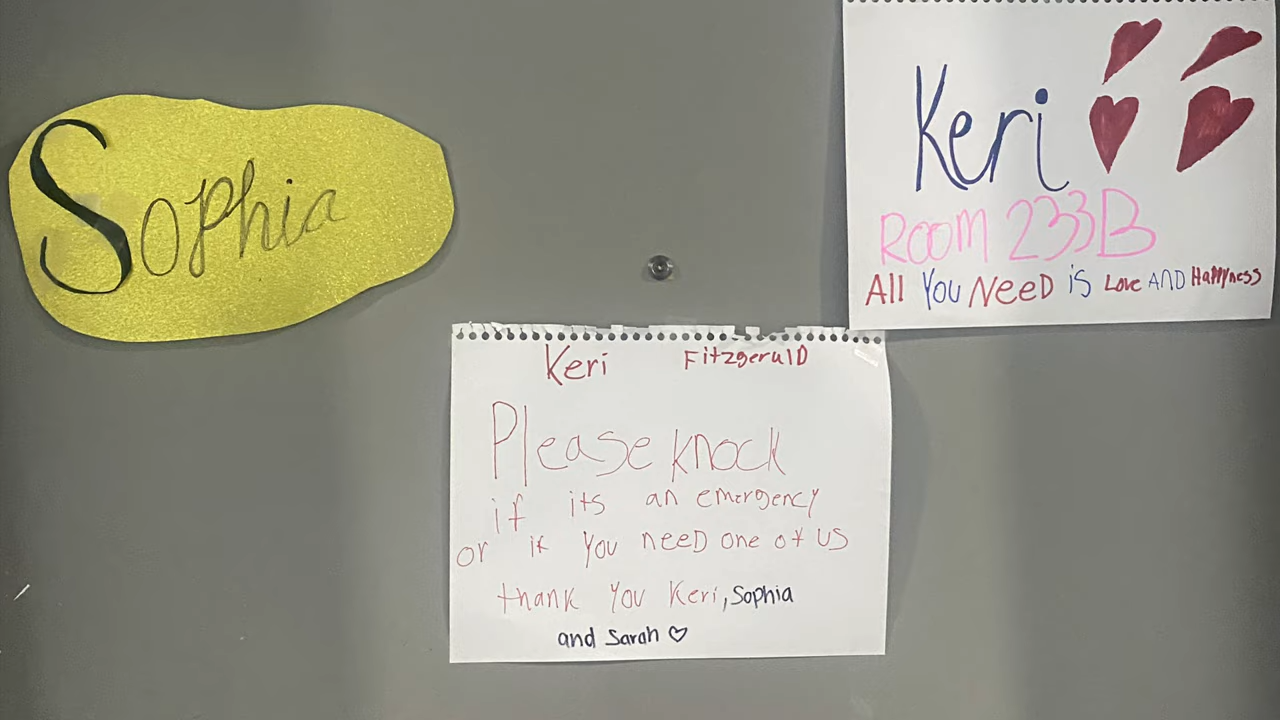 Sophia
Keri
ROOM 233B
All YOU NeeD is Love AND HaPPyness
Keri FitzgeralD
Please knock
if its an emergency
or if you need one of us
thank you Keri, Sophia
and Sarah ♡